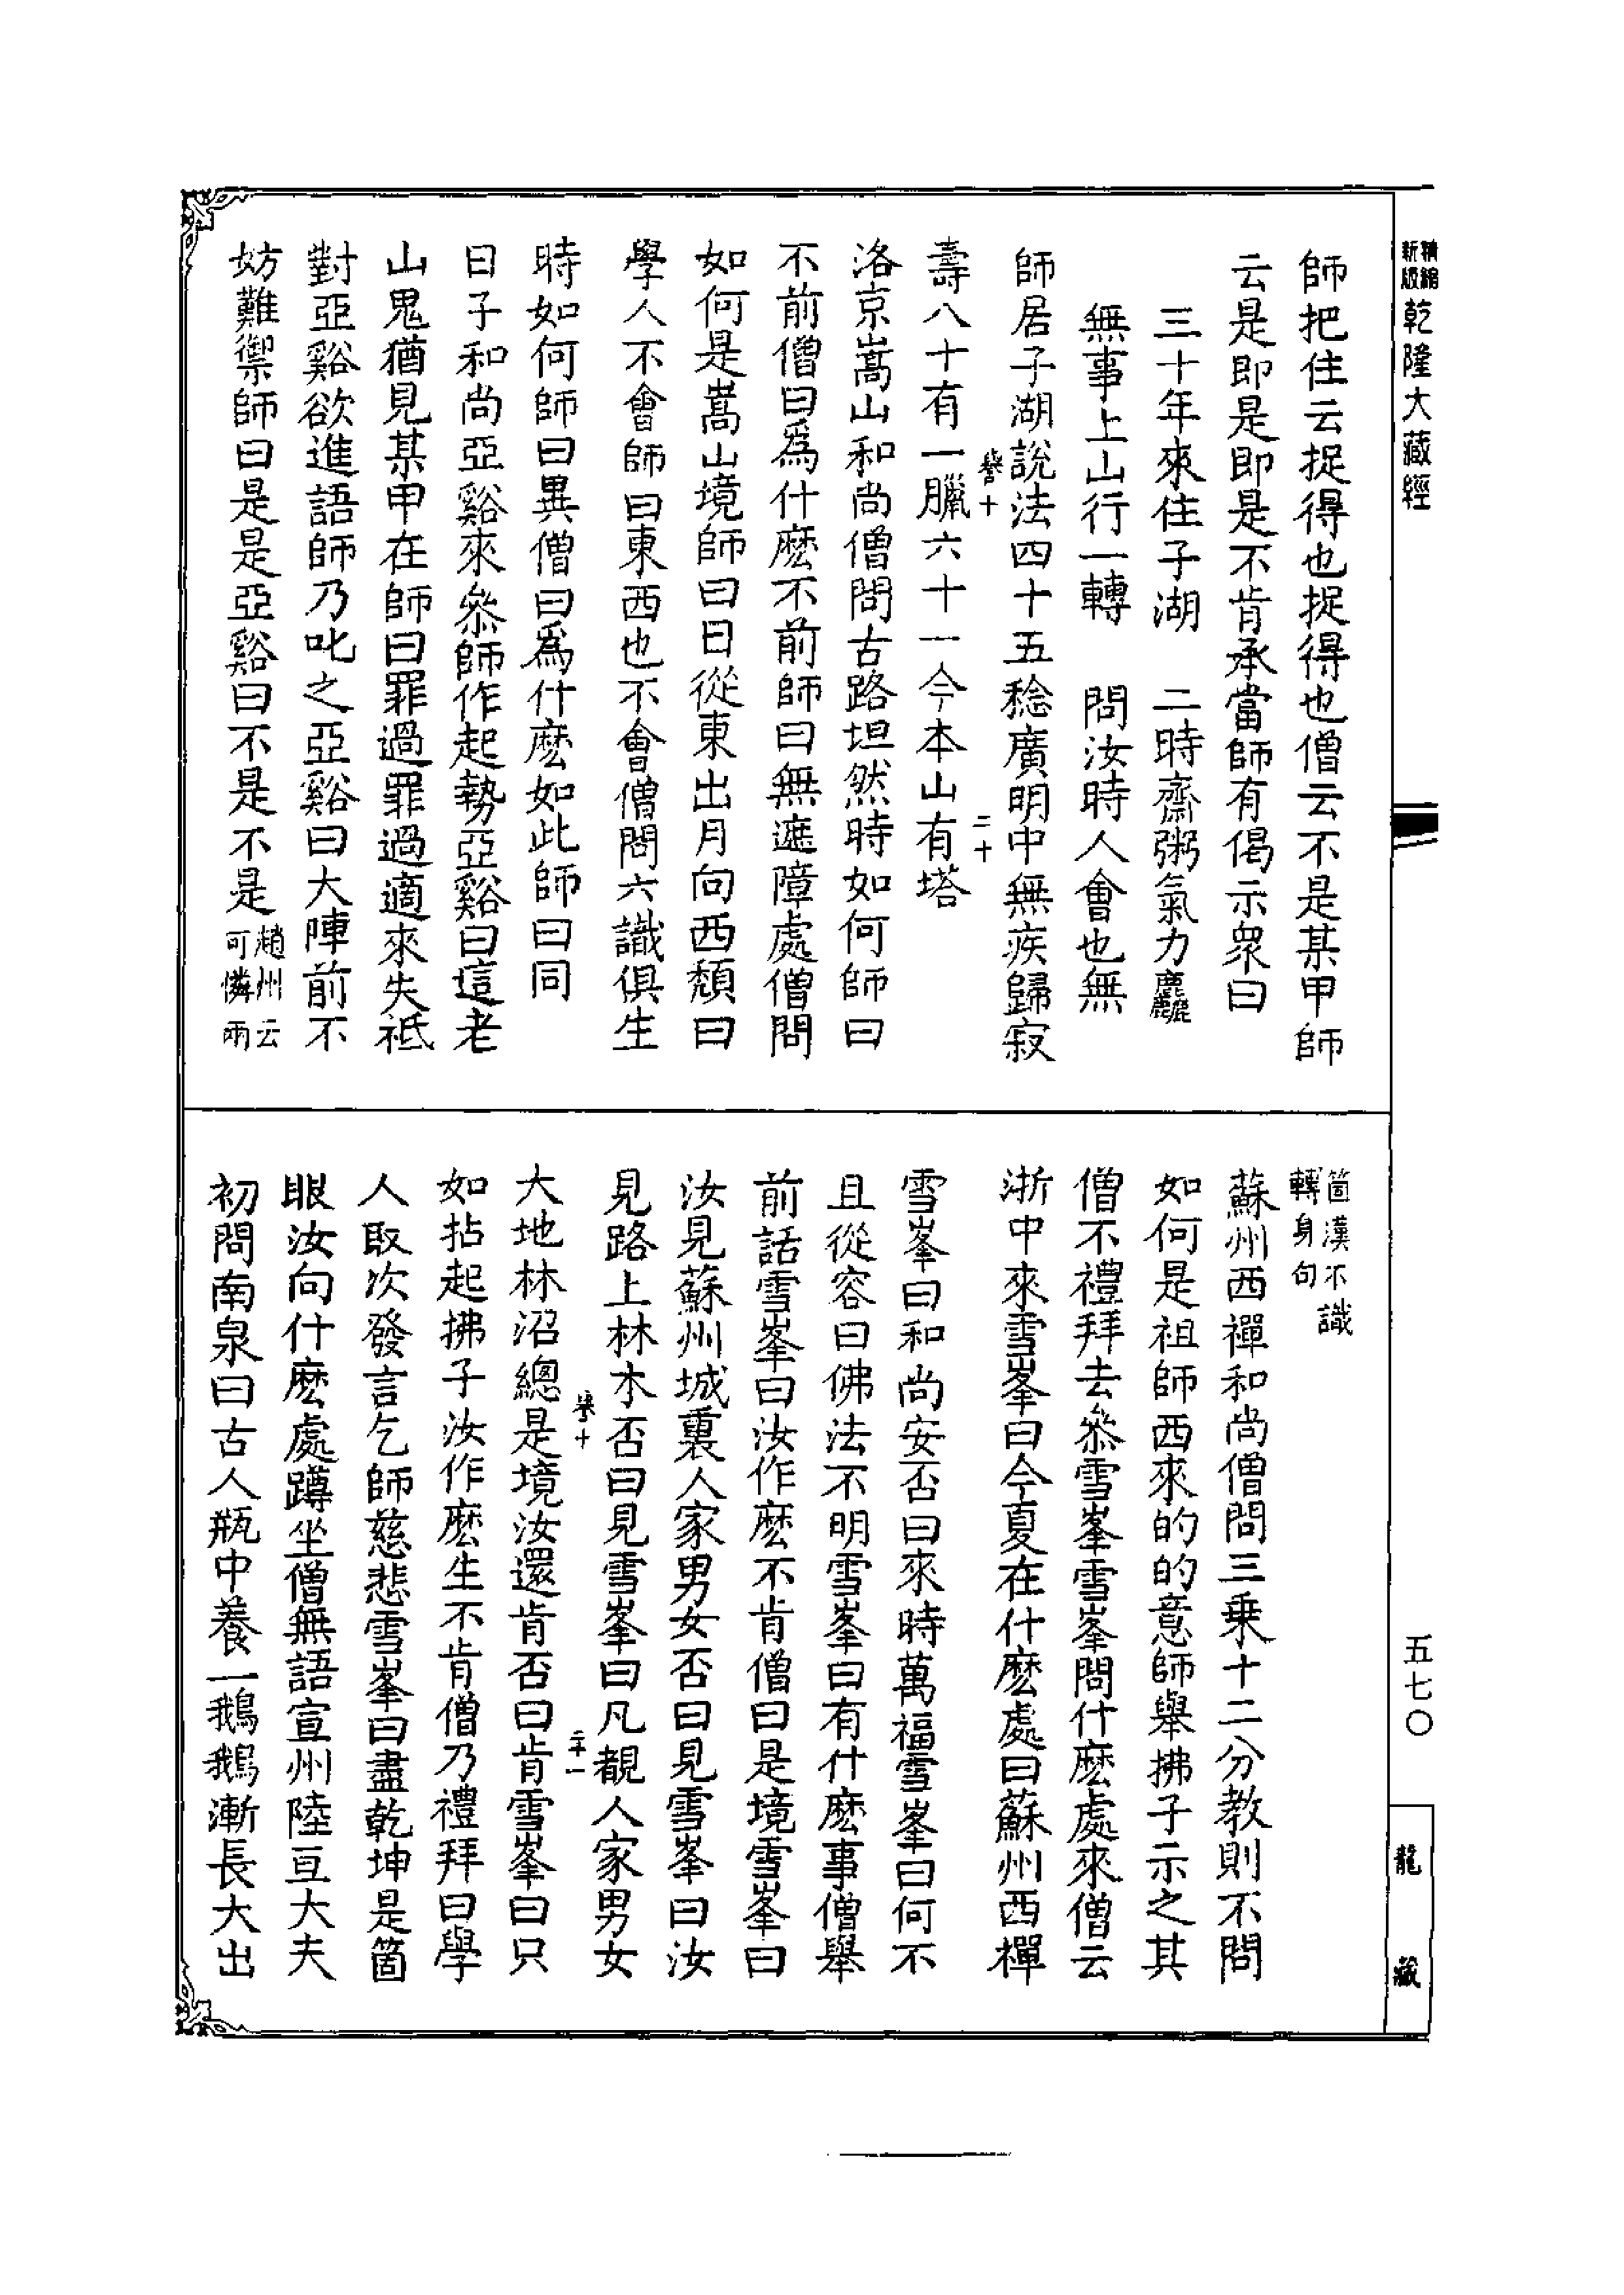 精縮
新版
乾隆大藏經
師把住云捉得也捉得也僧云不是某甲師
云是即是即是不肯承當師有偈示衆曰
三十年來住子湖　二時齋粥氣力麤
無事上山行一轉　問汝時人會也無
師居子湖說法四十五稔廣明中無疾歸寂
十　二十
壽八十有一臘六十一今本山有塔
洛京嵩山和尚僧問古路坦然時如何師曰
不前僧曰爲什麽不前師曰無遮障處僧問
如何是嵩山境師曰日從東出月向西頹曰
學人不會師曰東西也不會僧問六識俱生
時如何師曰異僧曰爲什麽如此師曰同
日子和尚亞谿來叅師作起勢亞谿曰這老
山鬼猶見某甲在師曰罪過罪過適來失祗
對亞谿欲進語師乃叱之亞谿曰大陣前不
妨難禦師曰是是亞谿曰不是不是趙州云
可憐兩
箇漢不識
轉身句
蘇州西禪和尚僧問三乘十二分教則不問
如何是祖師西來的的意師舉拂子示之其
僧不禮拜去叅雪峯雪峯問什麽處來僧云
浙中來雪峯曰今夏在什麽處曰蘇州西禪
雪峯曰和尚安否曰來時萬福雪峯曰何不
且從容曰佛法不明雪峯曰有什麽事僧舉
前話雪峯曰汝作麽不肯僧曰是境雪峯曰
汝見蘇州城裏人家男女否曰見雪峯曰汝
見路上林木否曰見雪峯曰凡覩人家男女
十　二十一
大地林沼總是境汝還肯否曰肯雪峯曰只
如拈起拂子汝作麽生不肯僧乃禮拜曰學
人取次發言乞師慈悲雪峯曰盡乾坤是箇
眼汝向什麽處蹲坐僧無語宣州陸亘大夫
初問南泉曰古人瓶中養一鵝鵝漸長大出
五七〇
龍藏